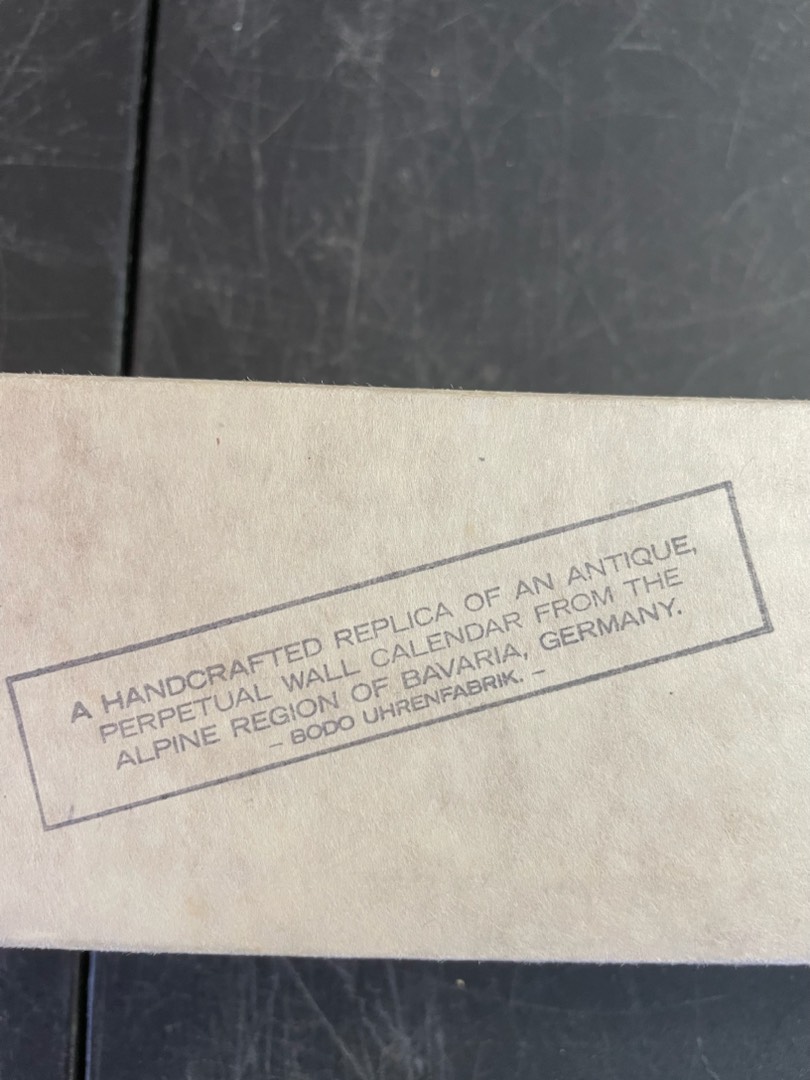 A HANDCRAFTED REPLICA OF AN ANTIQUE,
PERPETUAL WALL CALENDAR FROM THE
ALPINE REGION OF BAVARIA, GERMANY.
– BODO UHRENFABRIK. –